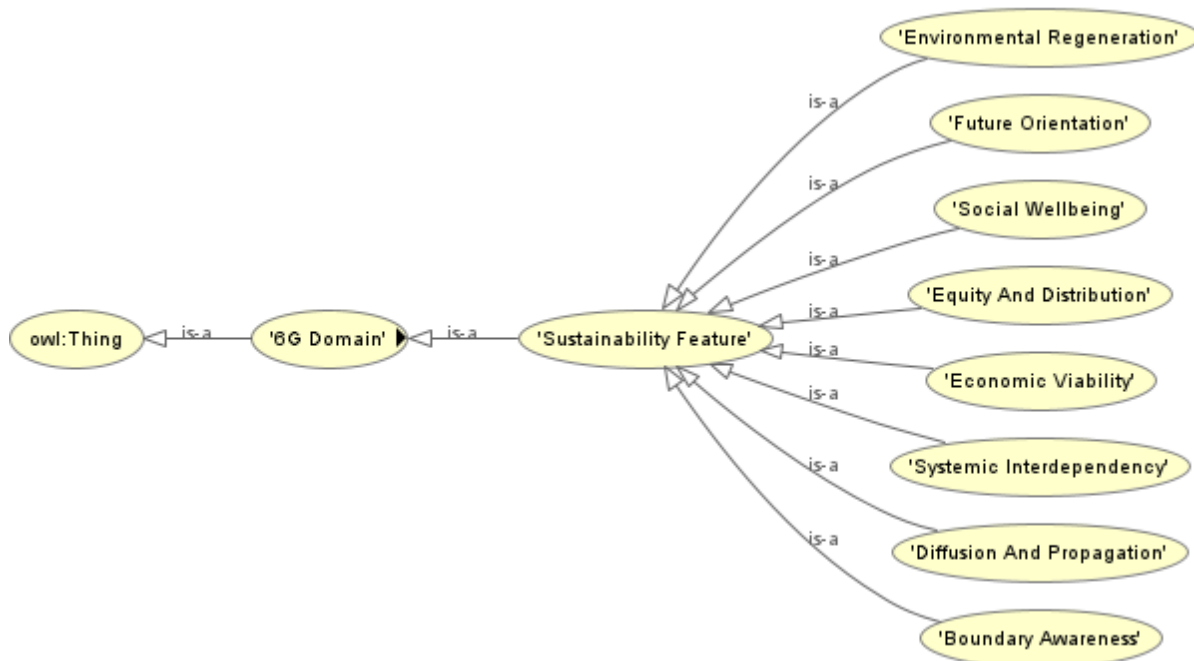 'Environmental Regeneration'
is-a
'Future Orientation'
is-a
'Social Wellbeing'
is-a
'Equity And Distribution'
is-a
owl:Thing
is-a
'6G Domain'
is-a
'Sustainability Feature'
is-a
'Economic Viability'
is-a
'Systemic Interdependency'
is-a
'Diffusion And Propagation'
is-a
'Boundary Awareness'